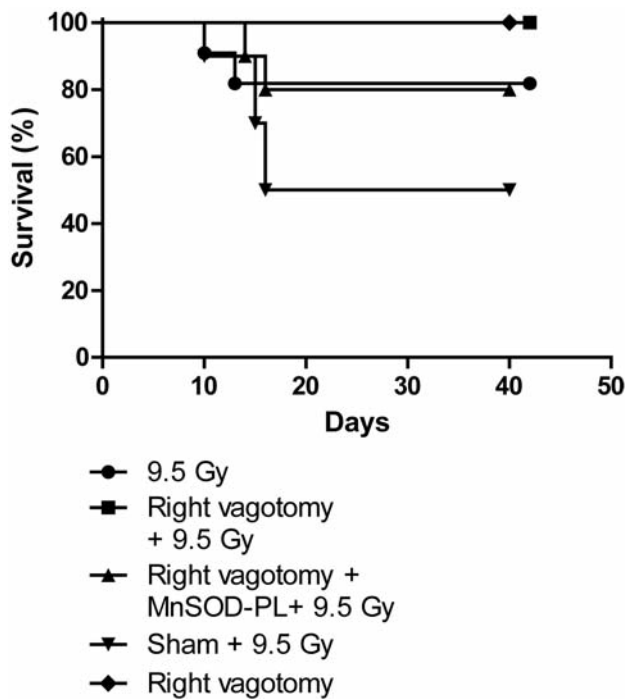 100
80
60
40
20
0
Survival (%)
0 10 20 30 40 50
Days
9.5 Gy
Right vagotomy
+ 9.5 Gy
Right vagotomy +
MnSOD-PL+ 9.5 Gy
Sham + 9.5 Gy
Right vagotomy